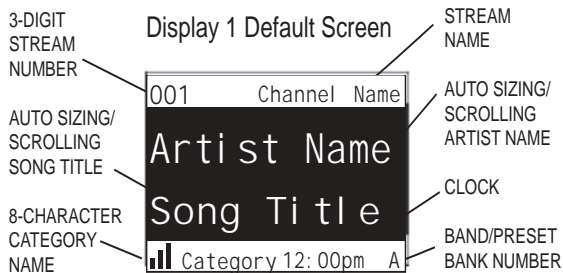 Display 1 Default Screen
3-DIGIT
STREAM
NUMBER
STREAM
NAME
AUTO SIZING/
SCROLLING
SONG TITLE
AUTO SIZING/
SCROLLING
ARTIST NAME
8-CHARACTER
CATEGORY
NAME
CLOCK
BAND/PRESET
BANK NUMBER
001 Channel Name
Artist Name
Song Title
Category 12:00pm A